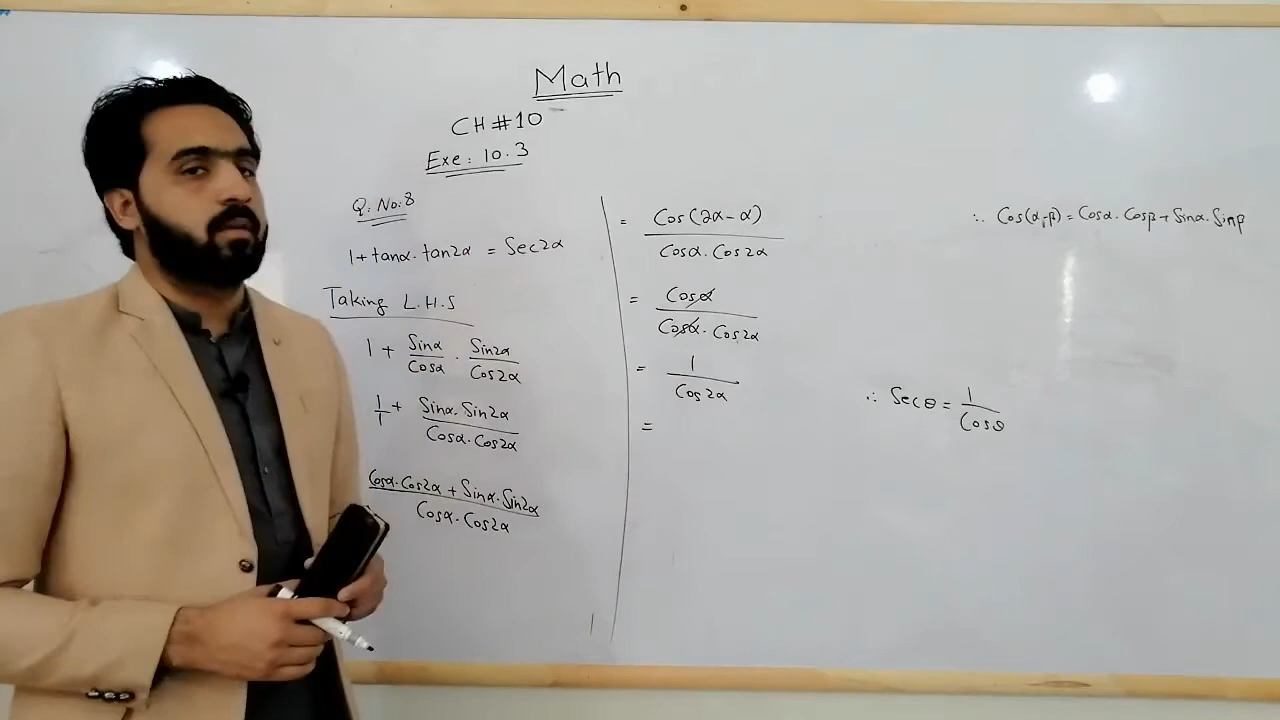 Math
CH#10
Exe: 10.3
Q.No:8
1+tanα.tan2α = Sec2α
Taking L.H.S
1 + Sinα/Cosα . Sin2α/Cos2α
1/1 + Sinα.Sin2α/Cosα.Cos2α
Cosα.Cos2α + Sinα.Sin2α/Cosα.Cos2α
= Cos(2α-α)/Cosα.Cos2α
= Cosα/Cosα.Cos2α
= 1/Cos2α
=
∴ Cos(α-β) = Cosα.Cosβ + Sinα.Sinβ
∴ Secθ = 1/Cosθ